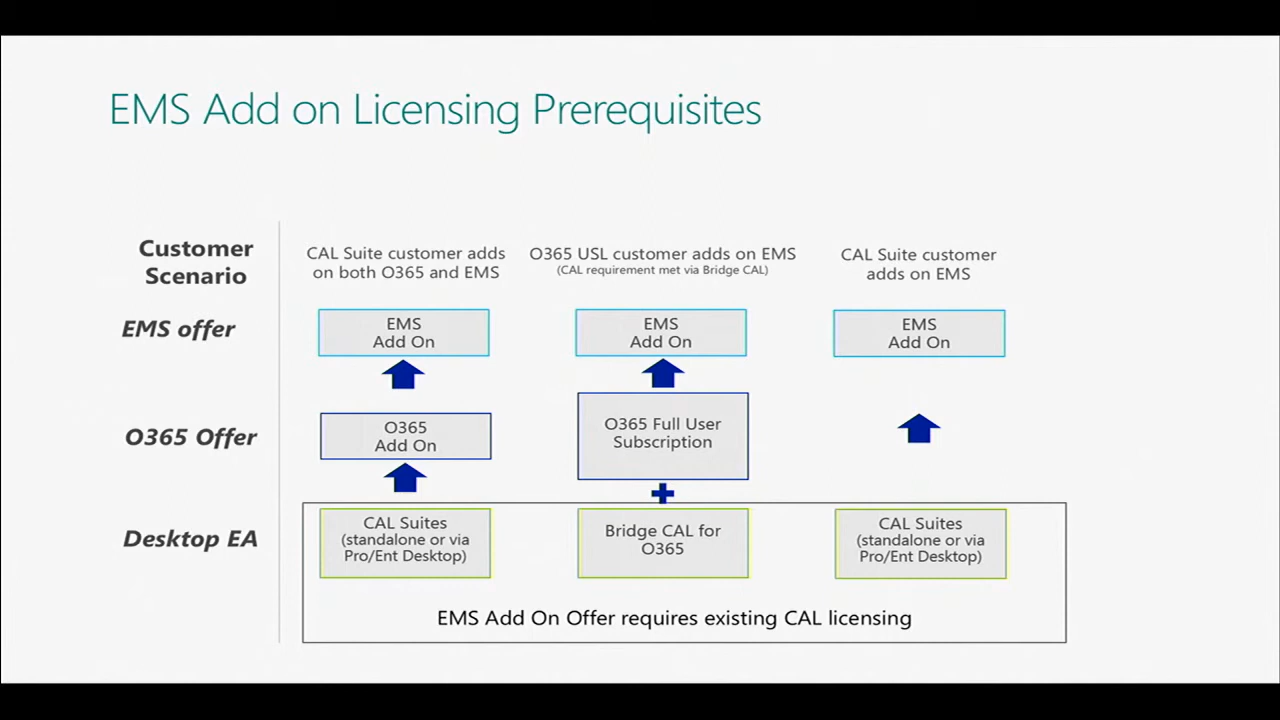 EMS Add on Licensing Prerequisites
Customer
Scenario
CAL Suite customer adds
on both O365 and EMS
O365 USL customer adds on EMS
(CAL requirement met via Bridge CAL)
CAL Suite customer
adds on EMS
EMS offer
EMS
Add On
EMS
Add On
EMS
Add On
O365 Offer
O365
Add On
O365 Full User
Subscription
Desktop EA
CAL Suites
(standalone or via
Pro/Ent Desktop)
Bridge CAL for
O365
CAL Suites
(standalone or via
Pro/Ent Desktop)
EMS Add On Offer requires existing CAL licensing